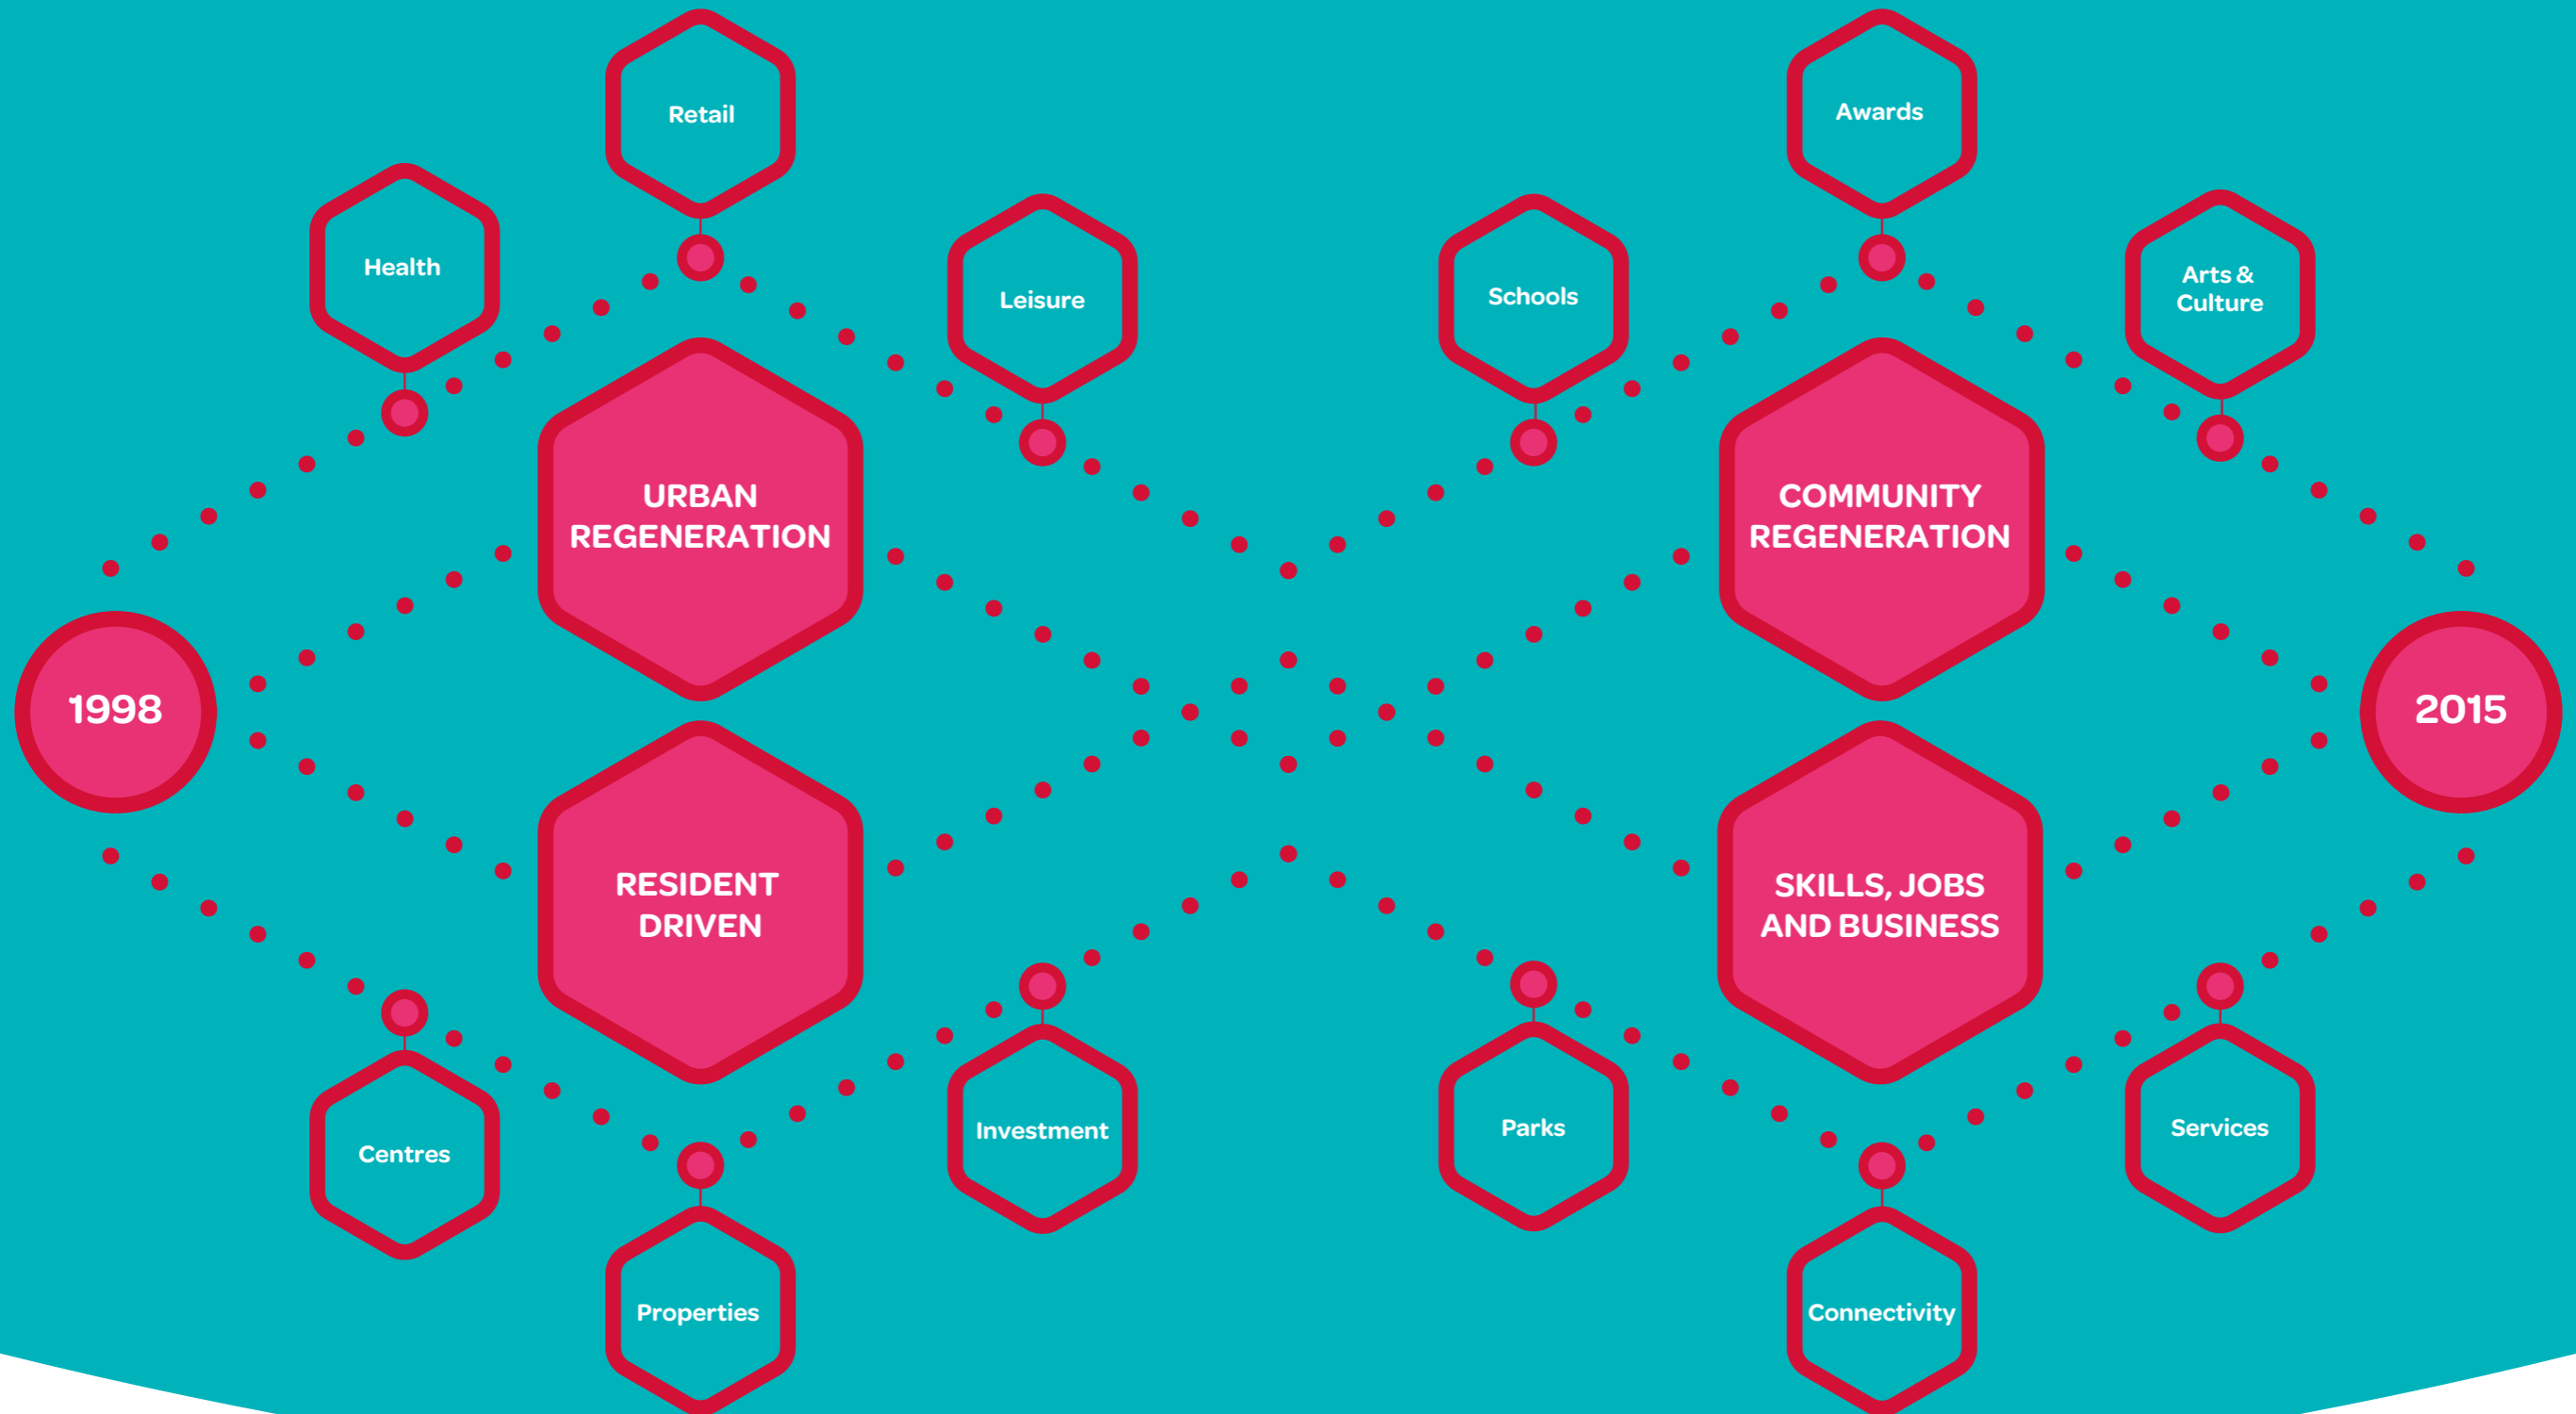 Retail
Awards
Health
Leisure
Schools
Arts &
Culture
URBAN
REGENERATION
COMMUNITY
REGENERATION
1998
2015
RESIDENT
DRIVEN
SKILLS, JOBS
AND BUSINESS
Centres
Investment
Parks
Services
Properties
Connectivity